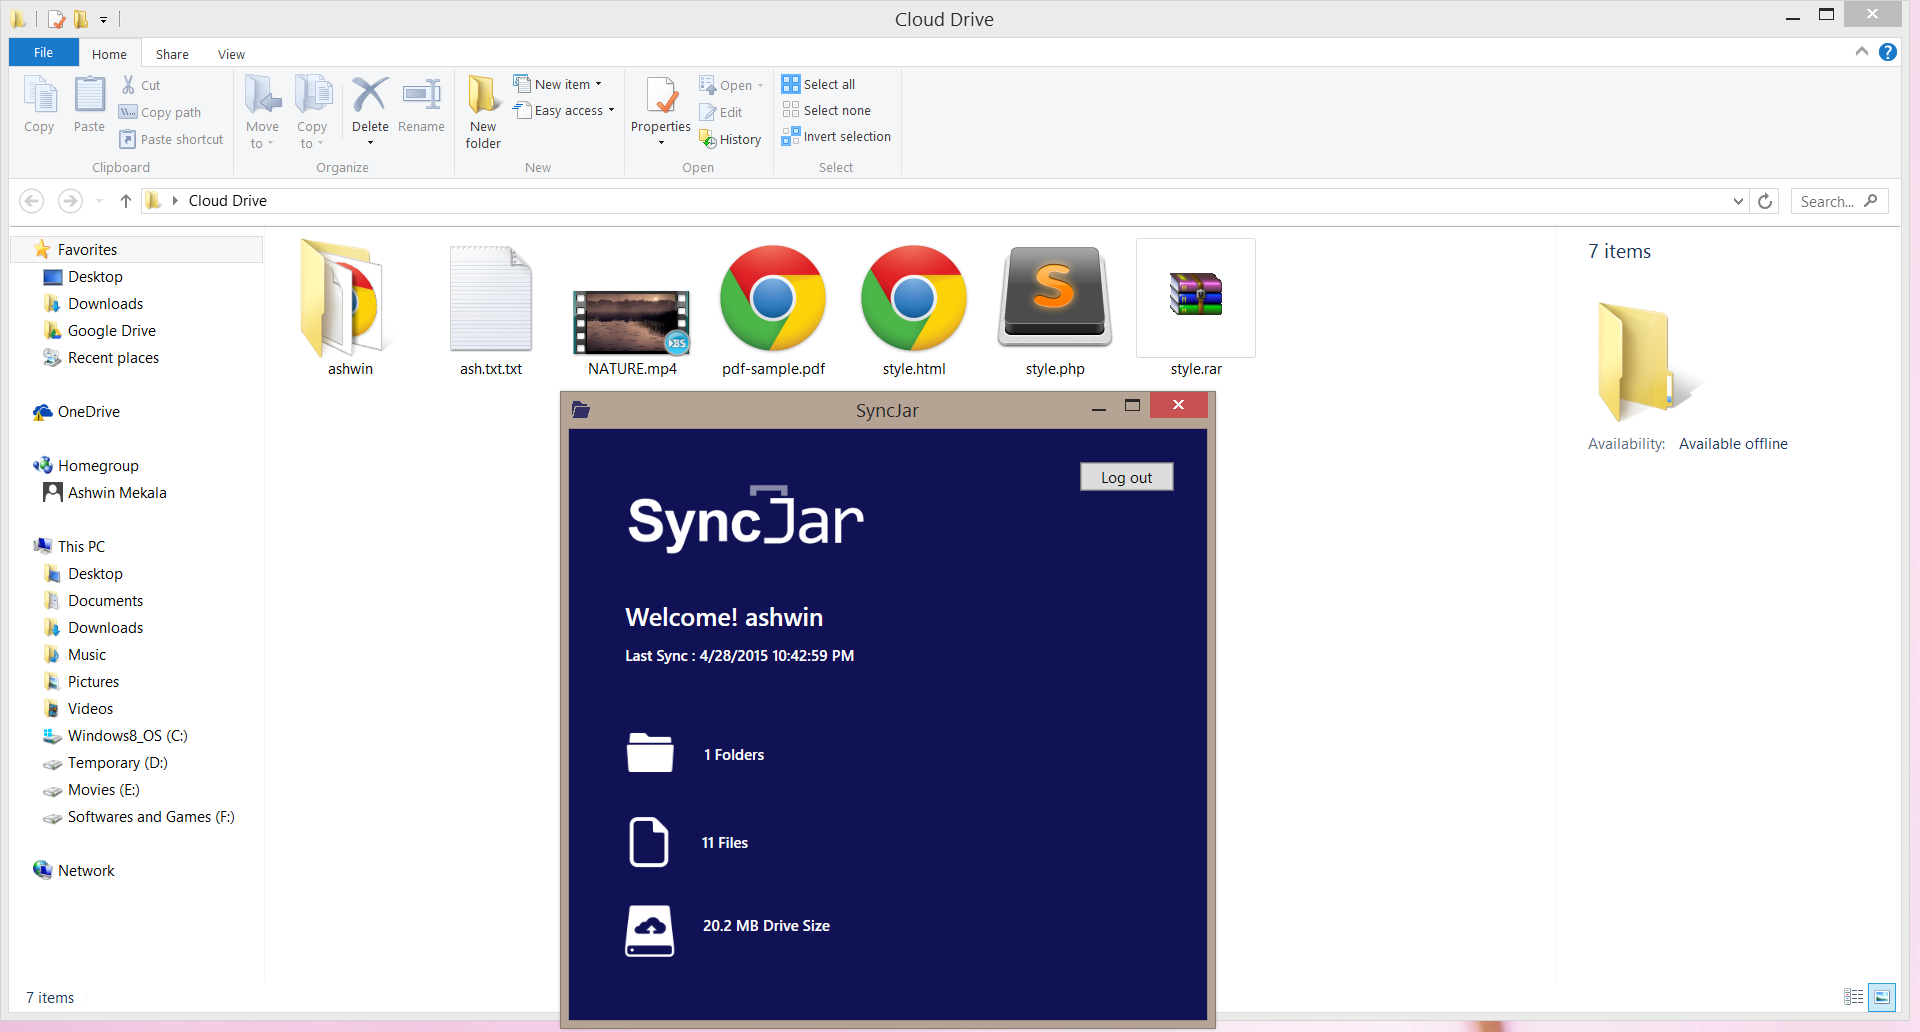 Cloud Drive
File
Home
Share
View
Copy
Paste
Cut
Copy path
Paste shortcut
Clipboard
Move to
Copy to
Delete
Rename
Organize
New folder
New item
Easy access
New
Properties
Open
Edit
History
Open
Select all
Select none
Invert selection
Select
Cloud Drive
Search...
Favorites
Desktop
Downloads
Google Drive
Recent places
OneDrive
Homegroup
Ashwin Mekala
This PC
Desktop
Documents
Downloads
Music
Pictures
Videos
Windows8_OS (C:)
Temporary (D:)
Movies (E:)
Softwares and Games (F:)
Network
7 items
ashwin
ash.txt.txt
NATURE.mp4
pdf-sample.pdf
style.html
style.php
style.rar
7 items
Availability: Available offline
SyncJar
Log out
SyncJar
Welcome! ashwin
Last Sync : 4/28/2015 10:42:59 PM
1 Folders
11 Files
20.2 MB Drive Size